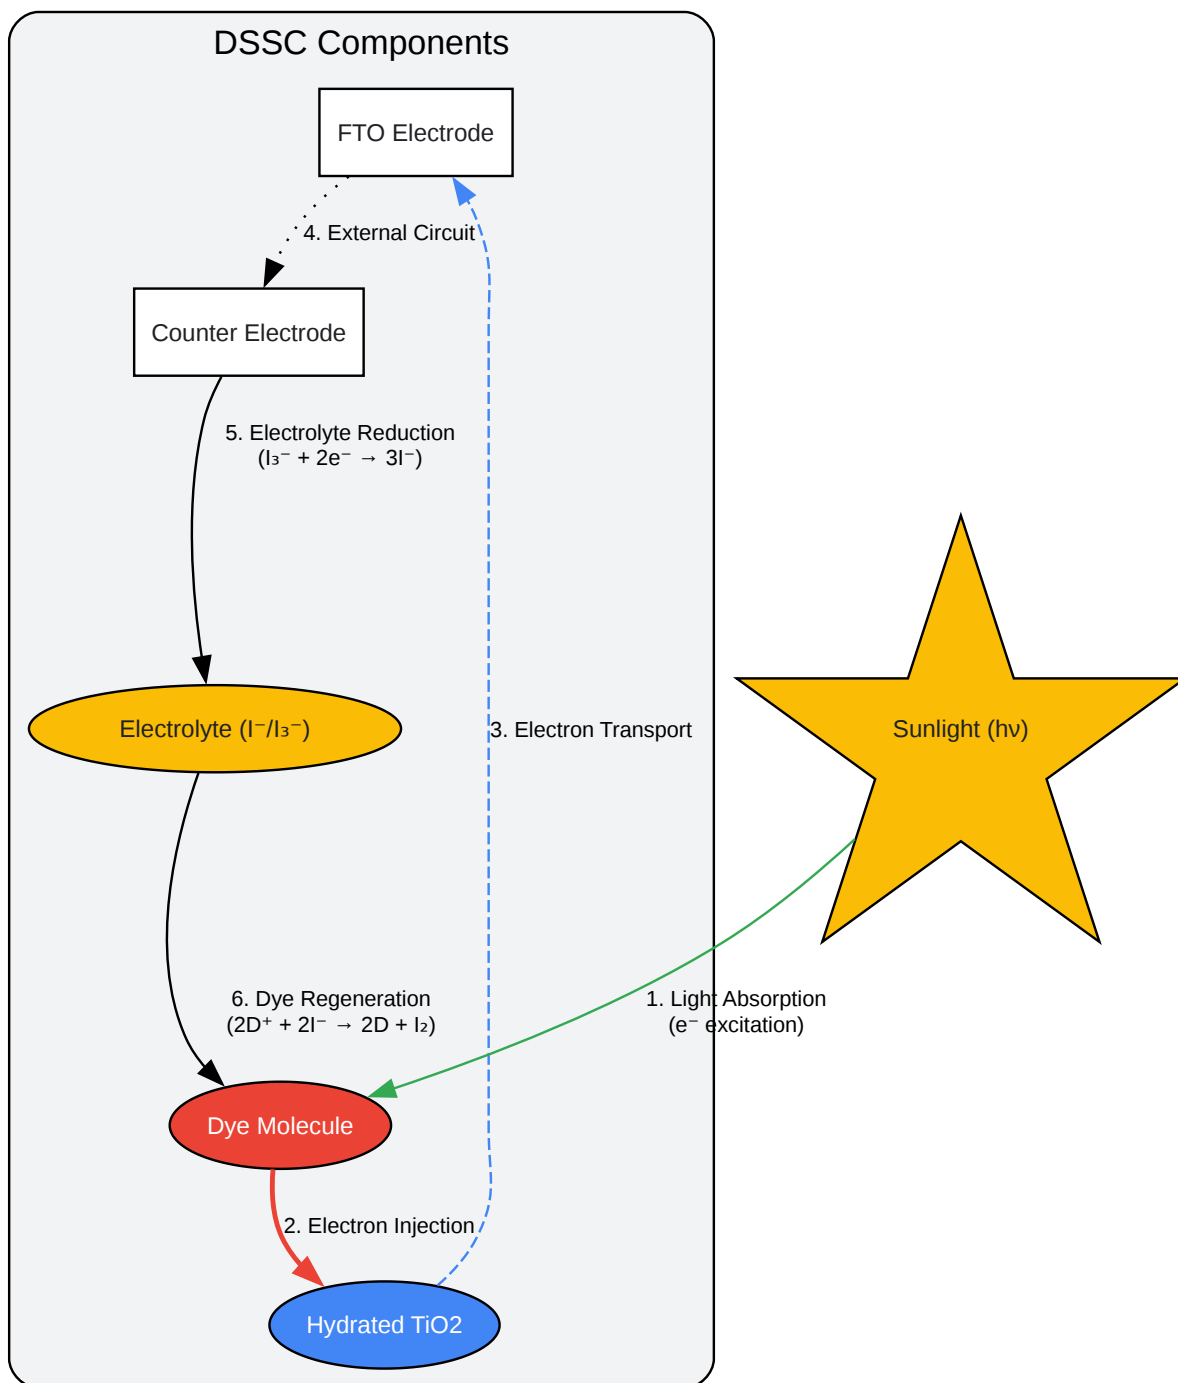 DSSC Components
FTO Electrode
4. External Circuit
Counter Electrode
5. Electrolyte Reduction
(I₃⁻ + 2e⁻ → 3I⁻)
Electrolyte (I⁻/I₃⁻)
3. Electron Transport
Sunlight (hν)
6. Dye Regeneration
(2D⁺ + 2I⁻ → 2D + I₂)
1. Light Absorption
(e⁻ excitation)
Dye Molecule
2. Electron Injection
Hydrated TiO2